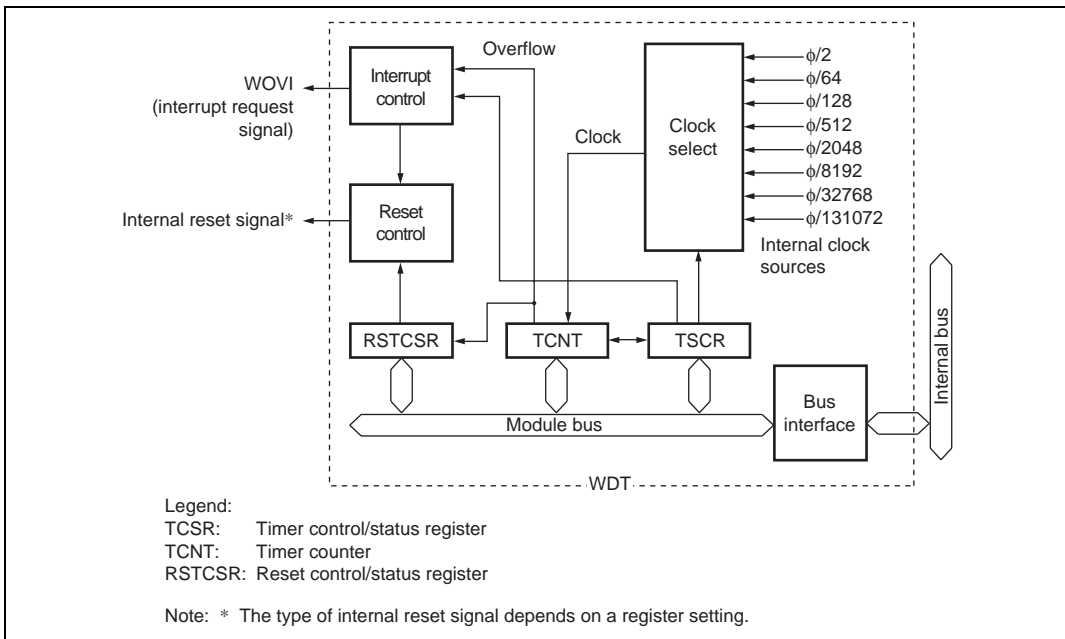 Overflow
Interrupt
control
WOVI
(interrupt request
signal)
Reset
control
Internal reset signal*
Clock
Clock
select
ϕ/2
ϕ/64
ϕ/128
ϕ/512
ϕ/2048
ϕ/8192
ϕ/32768
ϕ/131072
Internal clock
sources
RSTCSR
TCNT
TSCR
Module bus
Bus
interface
Internal bus
WDT
Legend:
TCSR: Timer control/status register
TCNT: Timer counter
RSTCSR: Reset control/status register
Note: * The type of internal reset signal depends on a register setting.